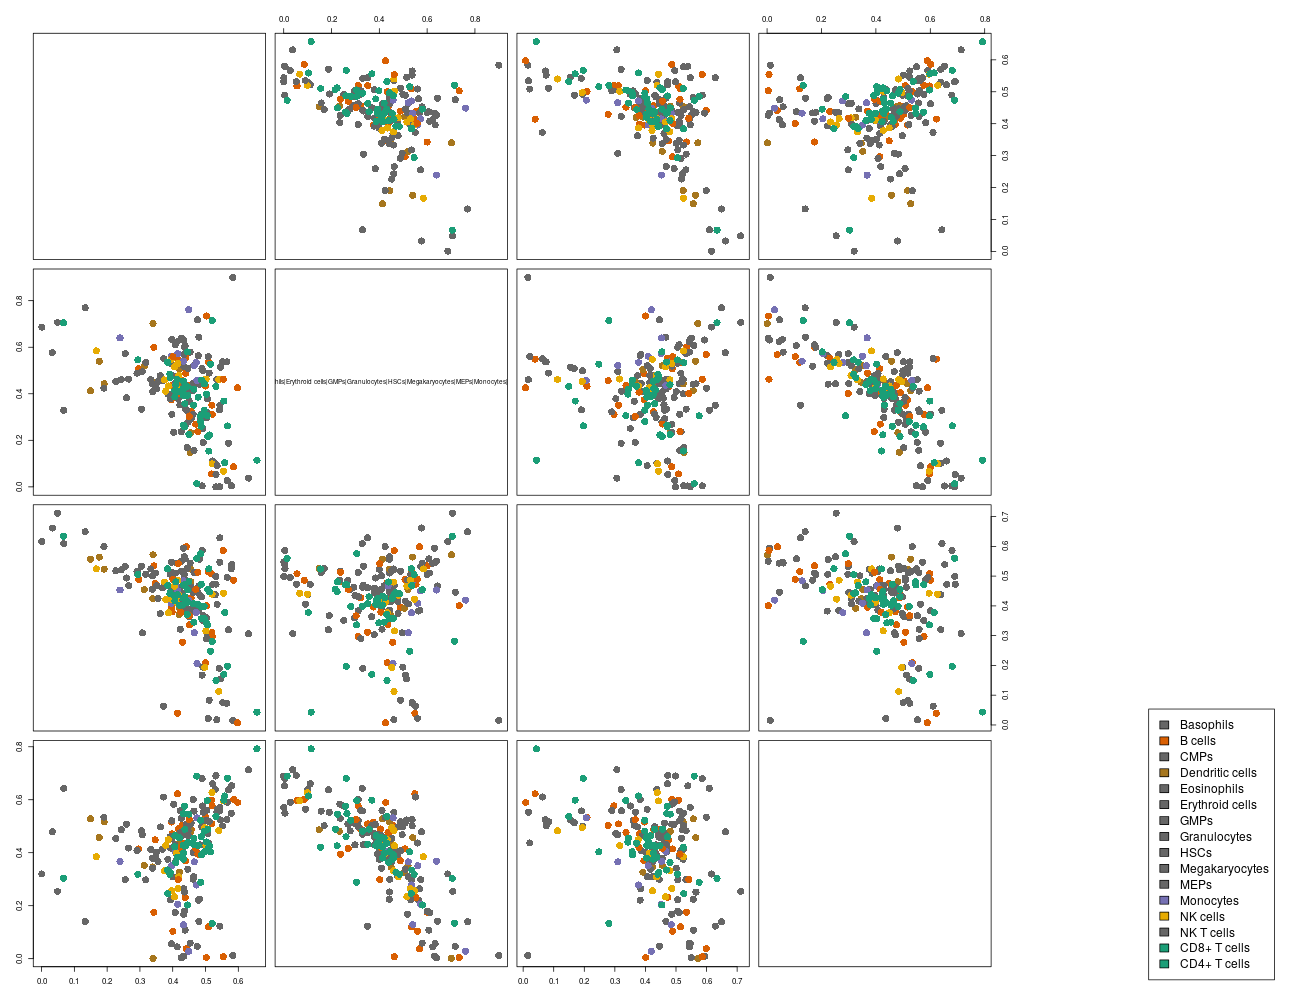 0.0 0.2 0.4 0.6 0.8
0.0 0.2 0.4 0.6 0.8
0.0 0.1 0.2 0.3 0.4 0.5 0.6
0.0 0.2 0.4 0.6 0.8
Erythroid cells|GMPs|Granulocytes|HSCs|Megakaryocytes|MEPs|Monocytes|
0.0 0.1 0.2 0.3 0.4 0.5 0.6 0.7
0.0 0.2 0.4 0.6 0.8
0.0 0.1 0.2 0.3 0.4 0.5 0.6
0.0 0.1 0.2 0.3 0.4 0.5 0.6 0.7
Basophils
B cells
CMPs
Dendritic cells
Eosinophils
Erythroid cells
GMPs
Granulocytes
HSCs
Megakaryocytes
MEPs
Monocytes
NK cells
NK T cells
CD8+ T cells
CD4+ T cells